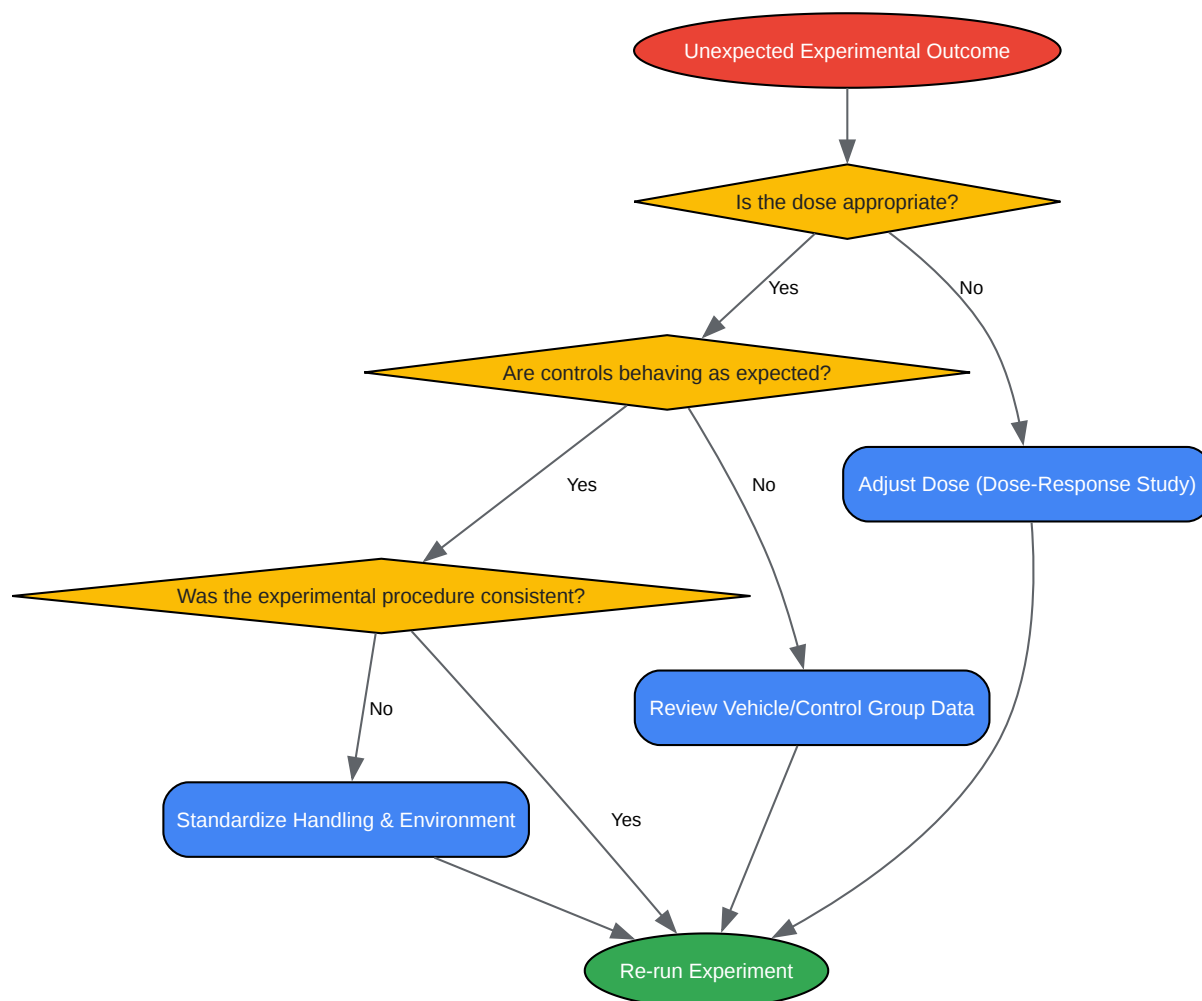 Unexpected Experimental Outcome
Is the dose appropriate?
Yes
No
Are controls behaving as expected?
Yes
No
Adjust Dose (Dose-Response Study)
Was the experimental procedure consistent?
No
Review Vehicle/Control Group Data
Standardize Handling & Environment
Yes
Re-run Experiment